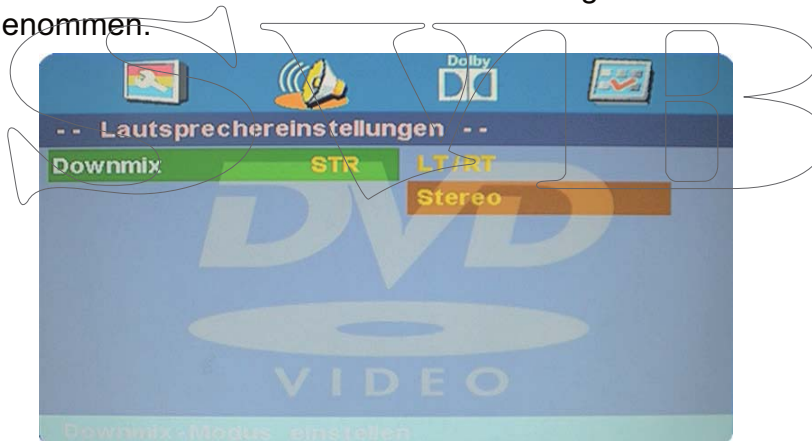 enommen.
Dolby
-- Lautsprechereinstellungen --
Downmix STR LT/RT
Stereo
DVD
VIDEO
Downmix-Modus einstellen